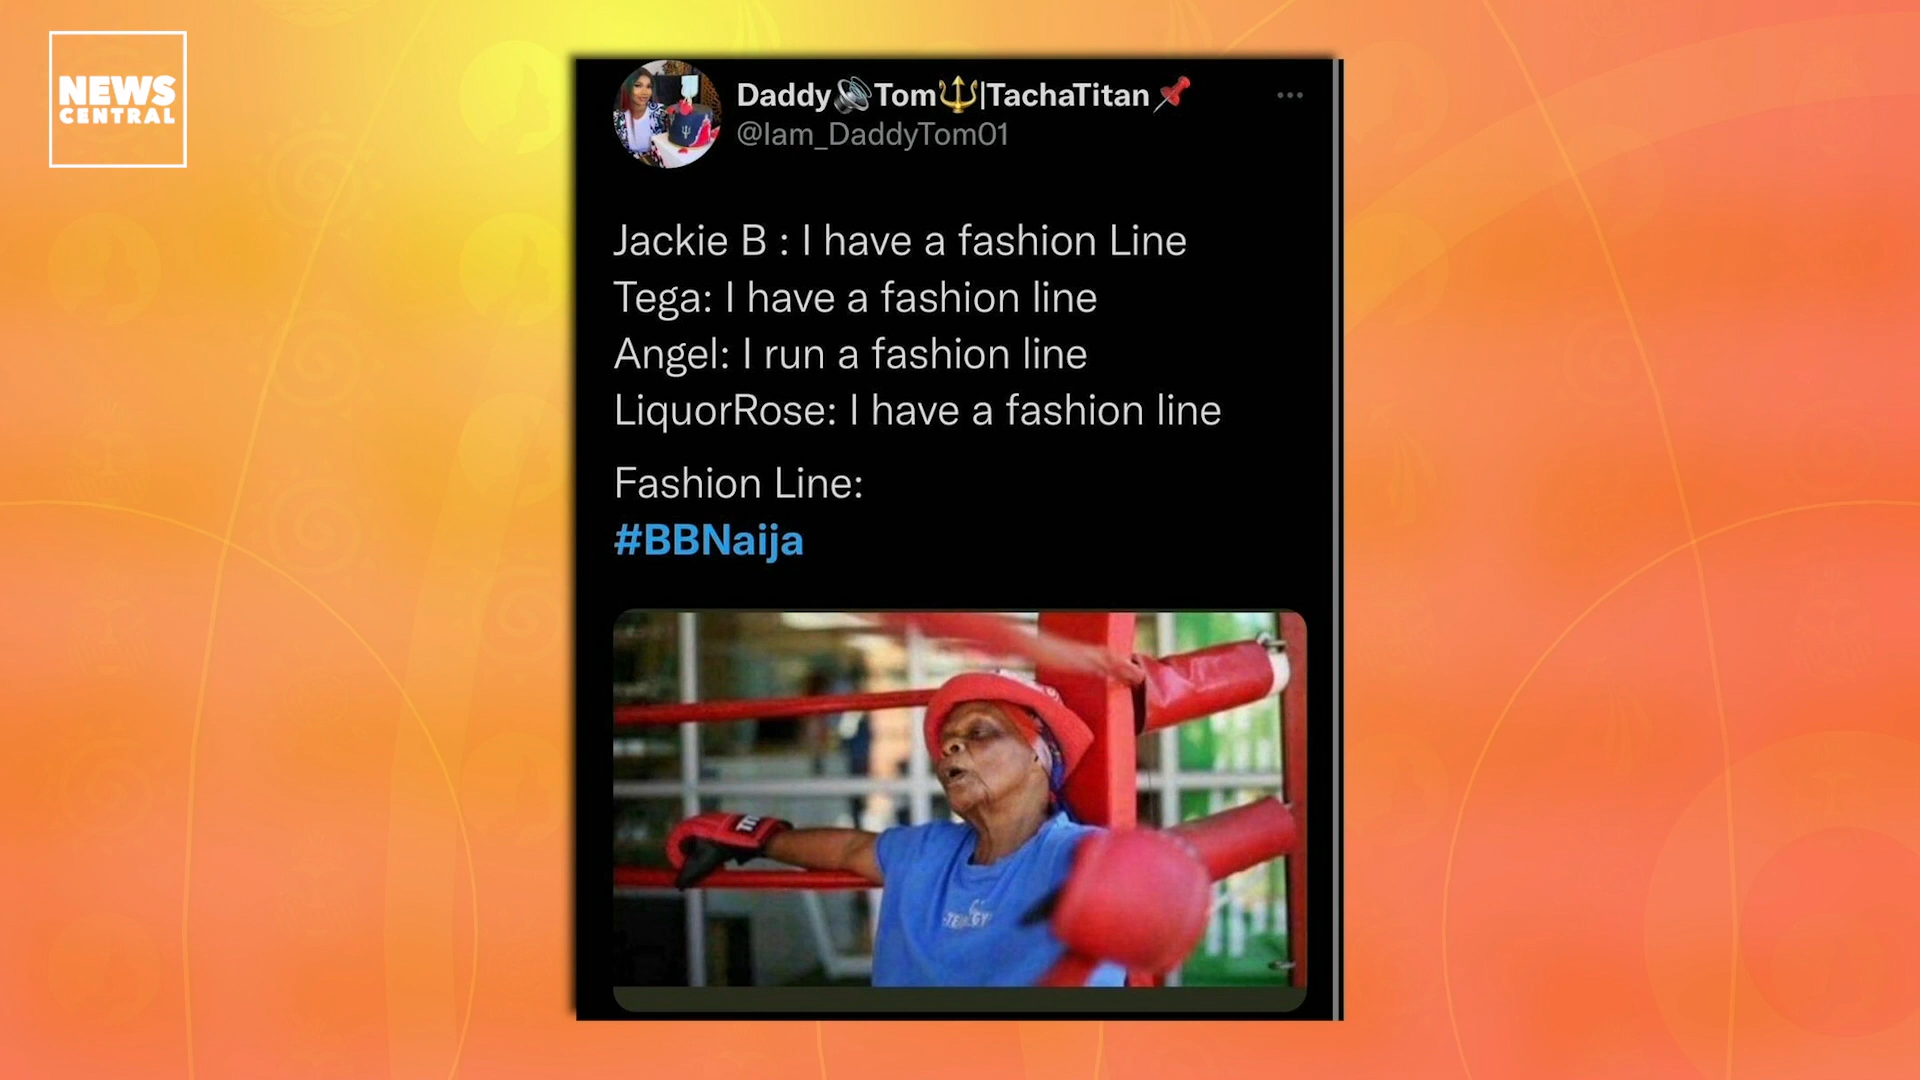 NEWS
CENTRAL
Daddy🔊Tom🔱|TachaTitan📌
@Iam_DaddyTom01
Jackie B : I have a fashion Line
Tega: I have a fashion line
Angel: I run a fashion line
LiquorRose: I have a fashion line
Fashion Line:
#BBNaija